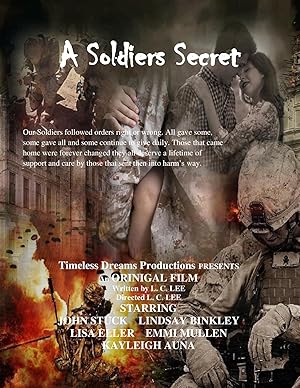 A Soldiers Secret
Our Soldiers followed orders right or wrong. All gave some,
some gave all and some continue to give daily. Those that came
home were forever changed they all deserve a lifetime of
support and care by those that sent then into harm's way.
Timeless Dreams Productions PRESENTS
An ORINIGAL FILM
Written by L. C. LEE
Directed L. C. LEE
STARRING
JOHN STUCK LINDSAY BINKLEY
LISA ELLER EMMI MULLEN
KAYLEIGH AUNA